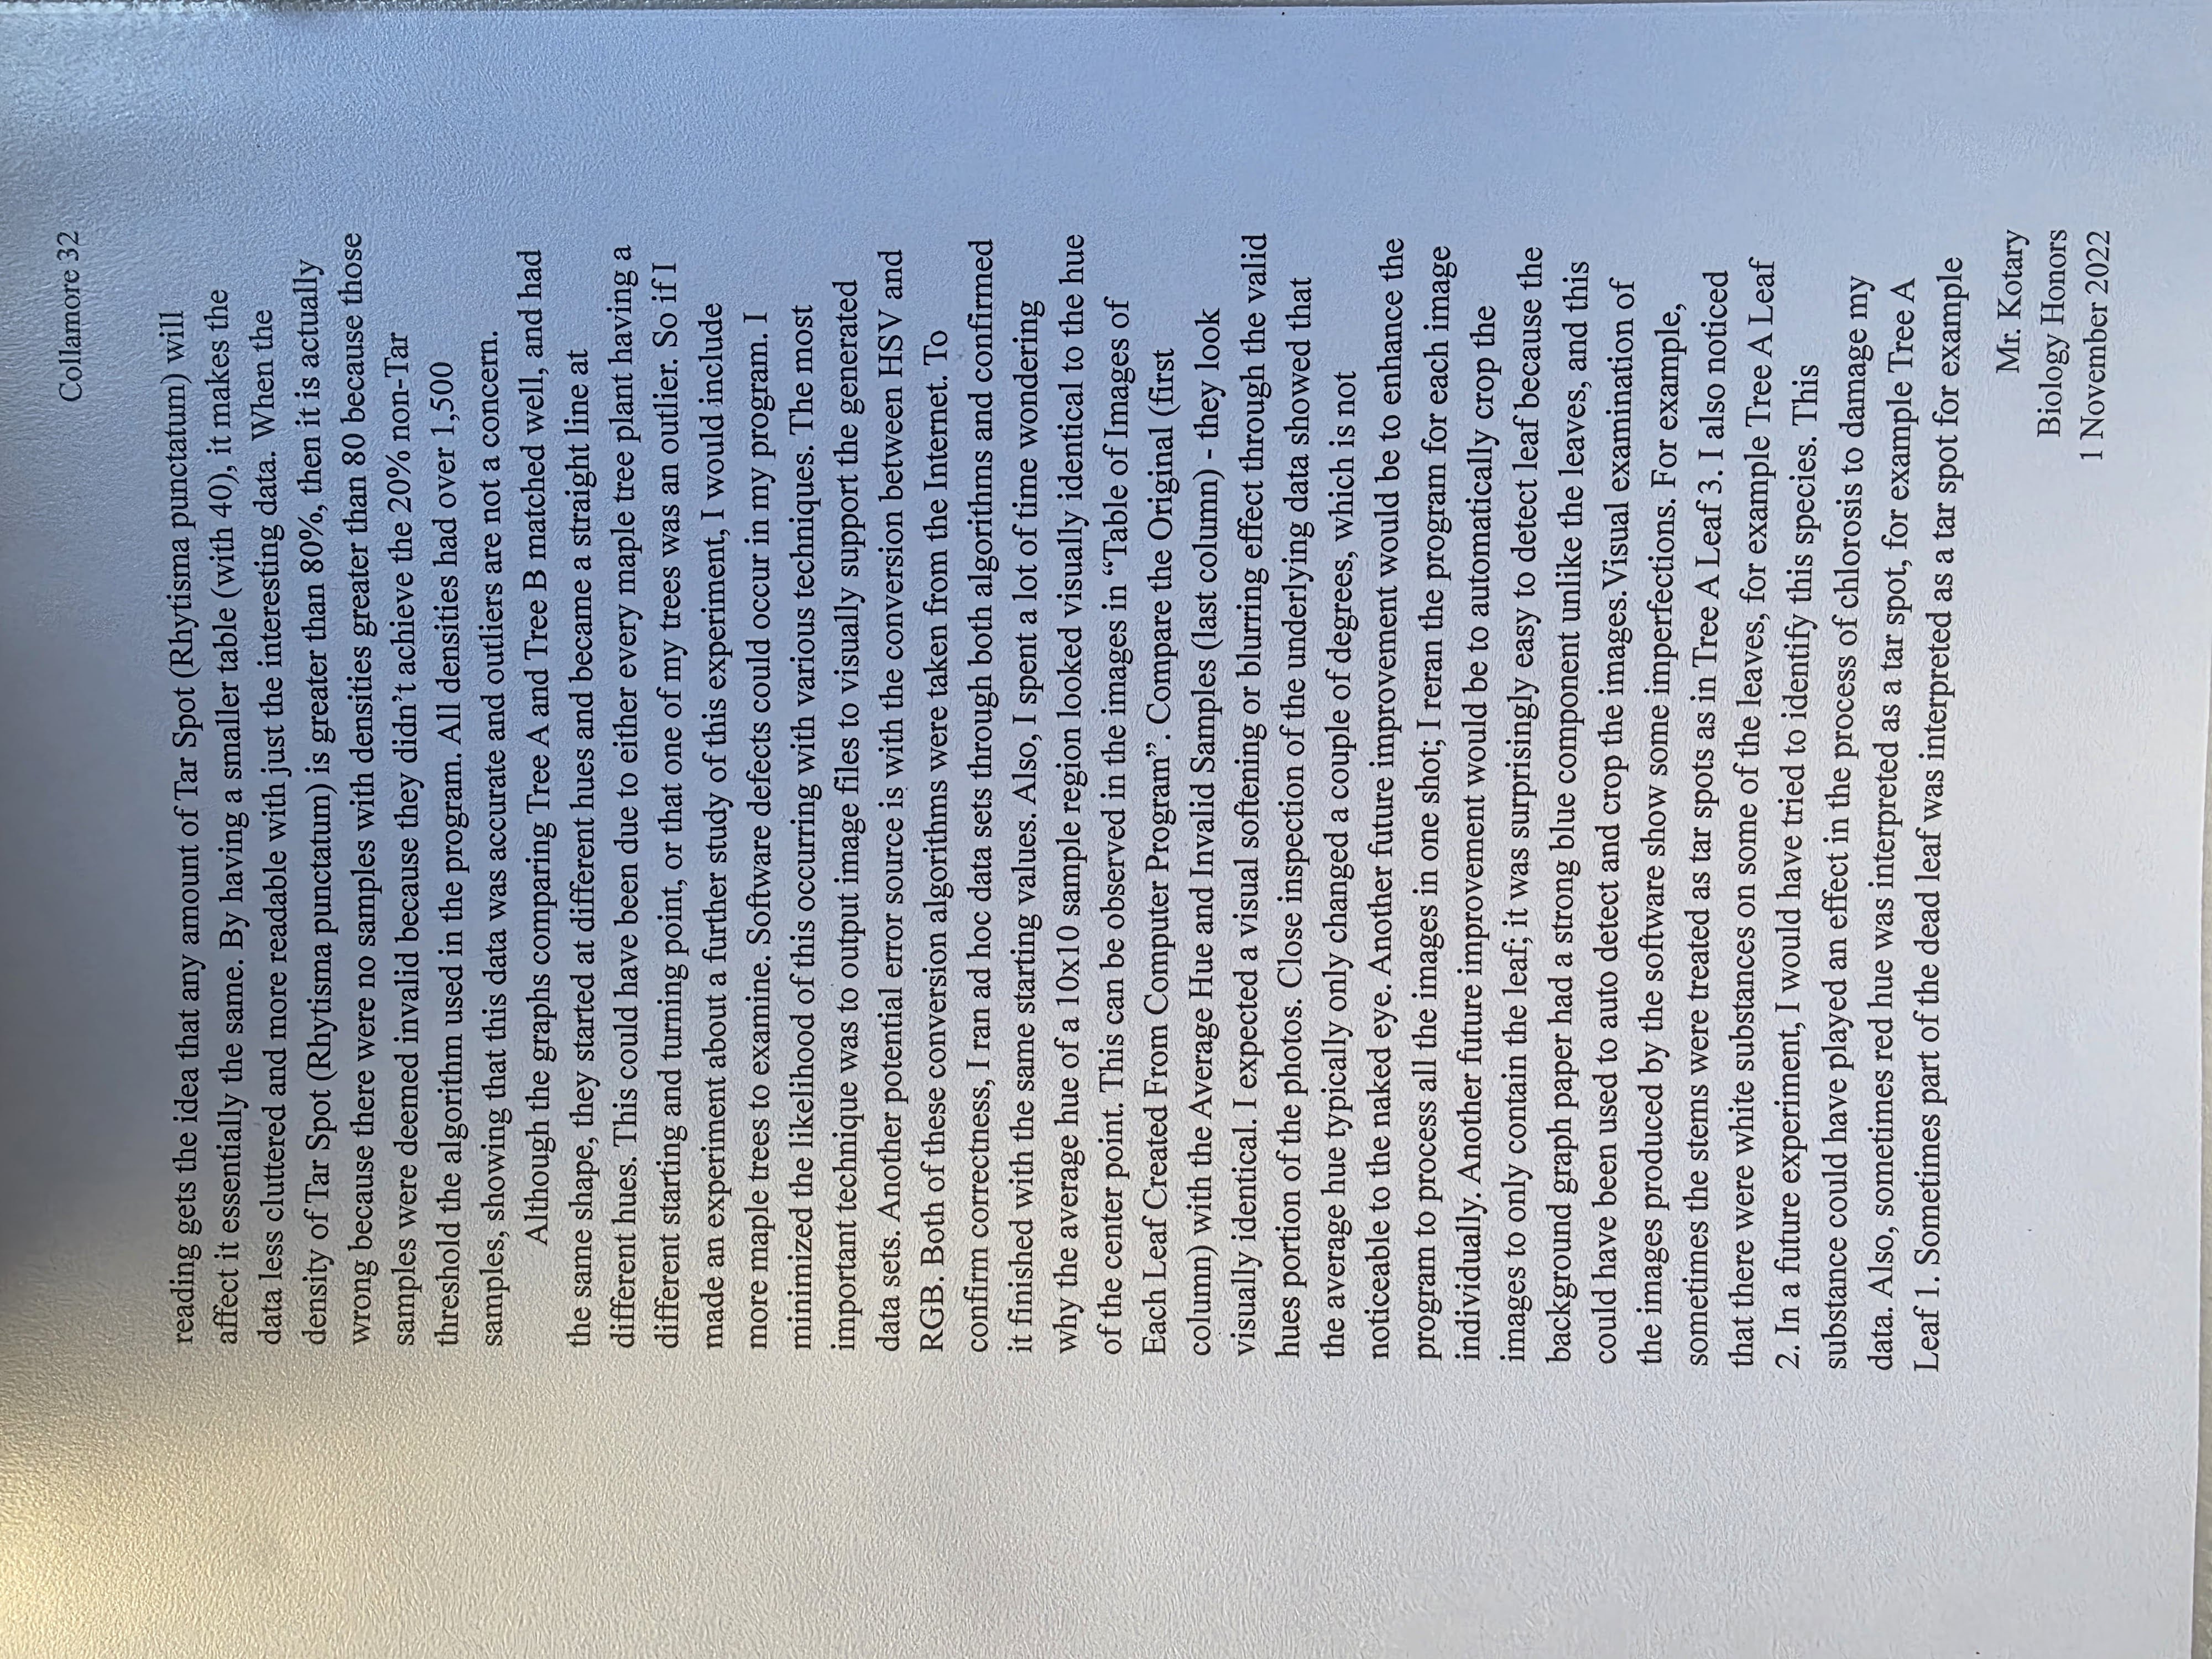 Collamore 32
reading gets the idea that any amount of Tar Spot (Rhytisma punctatum) will
affect it essentially the same. By having a smaller table (with 40), it makes the
data less cluttered and more readable with just the interesting data. When the
density of Tar Spot (Rhytisma punctatum) is greater than 80%, then it is actually
wrong because there were no samples with densities greater than 80 because those
samples were deemed invalid because they didn’t achieve the 20% non-Tar
threshold the algorithm used in the program. All densities had over 1,500
samples, showing that this data was accurate and outliers are not a concern.
Although the graphs comparing Tree A and Tree B matched well, and had
the same shape, they started at different hues and became a straight line at
different hues. This could have been due to either every maple tree plant having a
different starting and turning point, or that one of my trees was an outlier. So if I
made an experiment about a further study of this experiment, I would include
more maple trees to examine. Software defects could occur in my program. I
minimized the likelihood of this occurring with various techniques. The most
important technique was to output image files to visually support the generated
data sets. Another potential error source is with the conversion between HSV and
RGB. Both of these conversion algorithms were taken from the Internet. To
confirm correctness, I ran ad hoc data sets through both algorithms and confirmed
it finished with the same starting values. Also, I spent a lot of time wondering
why the average hue of a 10x10 sample region looked visually identical to the hue
of the center point. This can be observed in the images in “Table of Images of
Each Leaf Created From Computer Program”. Compare the Original (first
column) with the Average Hue and Invalid Samples (last column) - they look
visually identical. I expected a visual softening or blurring effect through the valid
hues portion of the photos. Close inspection of the underlying data showed that
the average hue typically only changed a couple of degrees, which is not
noticeable to the naked eye. Another future improvement would be to enhance the
program to process all the images in one shot; I reran the program for each image
individually. Another future improvement would be to automatically crop the
images to only contain the leaf; it was surprisingly easy to detect leaf because the
background graph paper had a strong blue component unlike the leaves, and this
could have been used to auto detect and crop the images.Visual examination of
the images produced by the software show some imperfections. For example,
sometimes the stems were treated as tar spots as in Tree A Leaf 3. I also noticed
that there were white substances on some of the leaves, for example Tree A Leaf
2. In a future experiment, I would have tried to identify this species. This
substance could have played an effect in the process of chlorosis to damage my
data. Also, sometimes red hue was interpreted as a tar spot, for example Tree A
Leaf 1. Sometimes part of the dead leaf was interpreted as a tar spot for example
Mr. Kotary
Biology Honors
1 November 2022